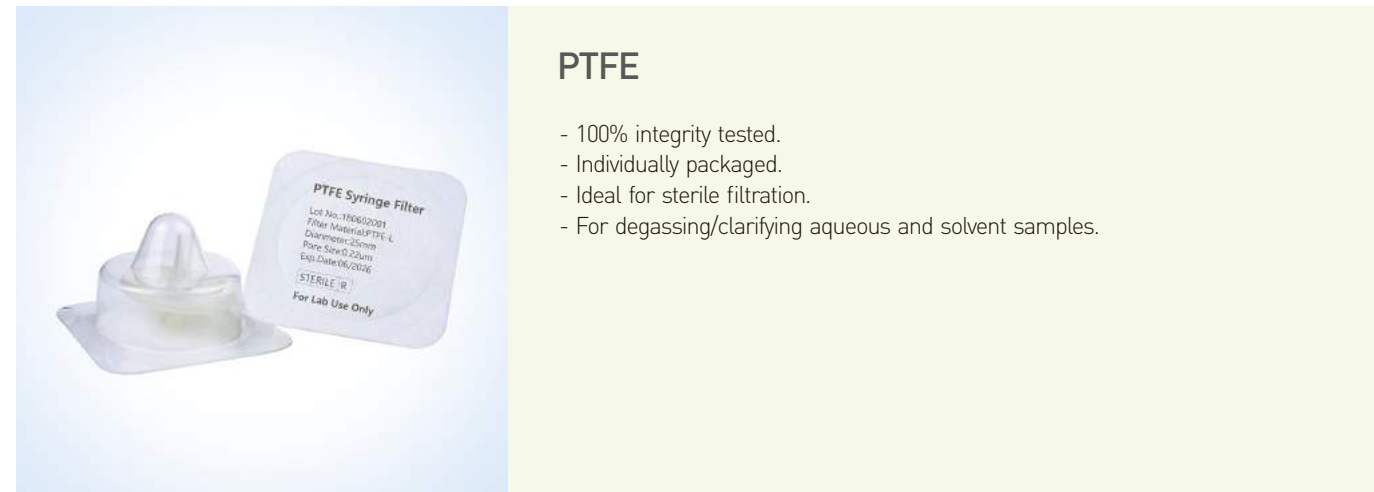 PTFE
- 100% integrity tested.
- Individually packaged.
- Ideal for sterile filtration.
- For degassing/clarifying aqueous and solvent samples.
PTFE Syringe Filter
Lot No.:180602001
Filter Material:PTFE-L
Dianmeter:25mm
Pore Size:0.22um
Exp.Date:06/2026
STERILE R
For Lab Use Only